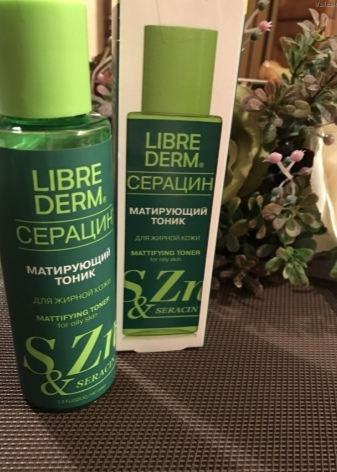 LIBRE
DERM®
СЕРАЦИН
МАТИРУЮЩИЙ
ТОНИК
ДЛЯ ЖИРНОЙ КОЖИ
MATTIFYING TONER
for oily skin
S Zn
& SERACIN
LIBRE
DERM®
СЕРАЦИН
МАТИРУЮЩИЙ
ТОНИК
ДЛЯ ЖИРНОЙ КОЖИ
MATTIFYING TONER
for oily skin
S Zn
& SERACIN